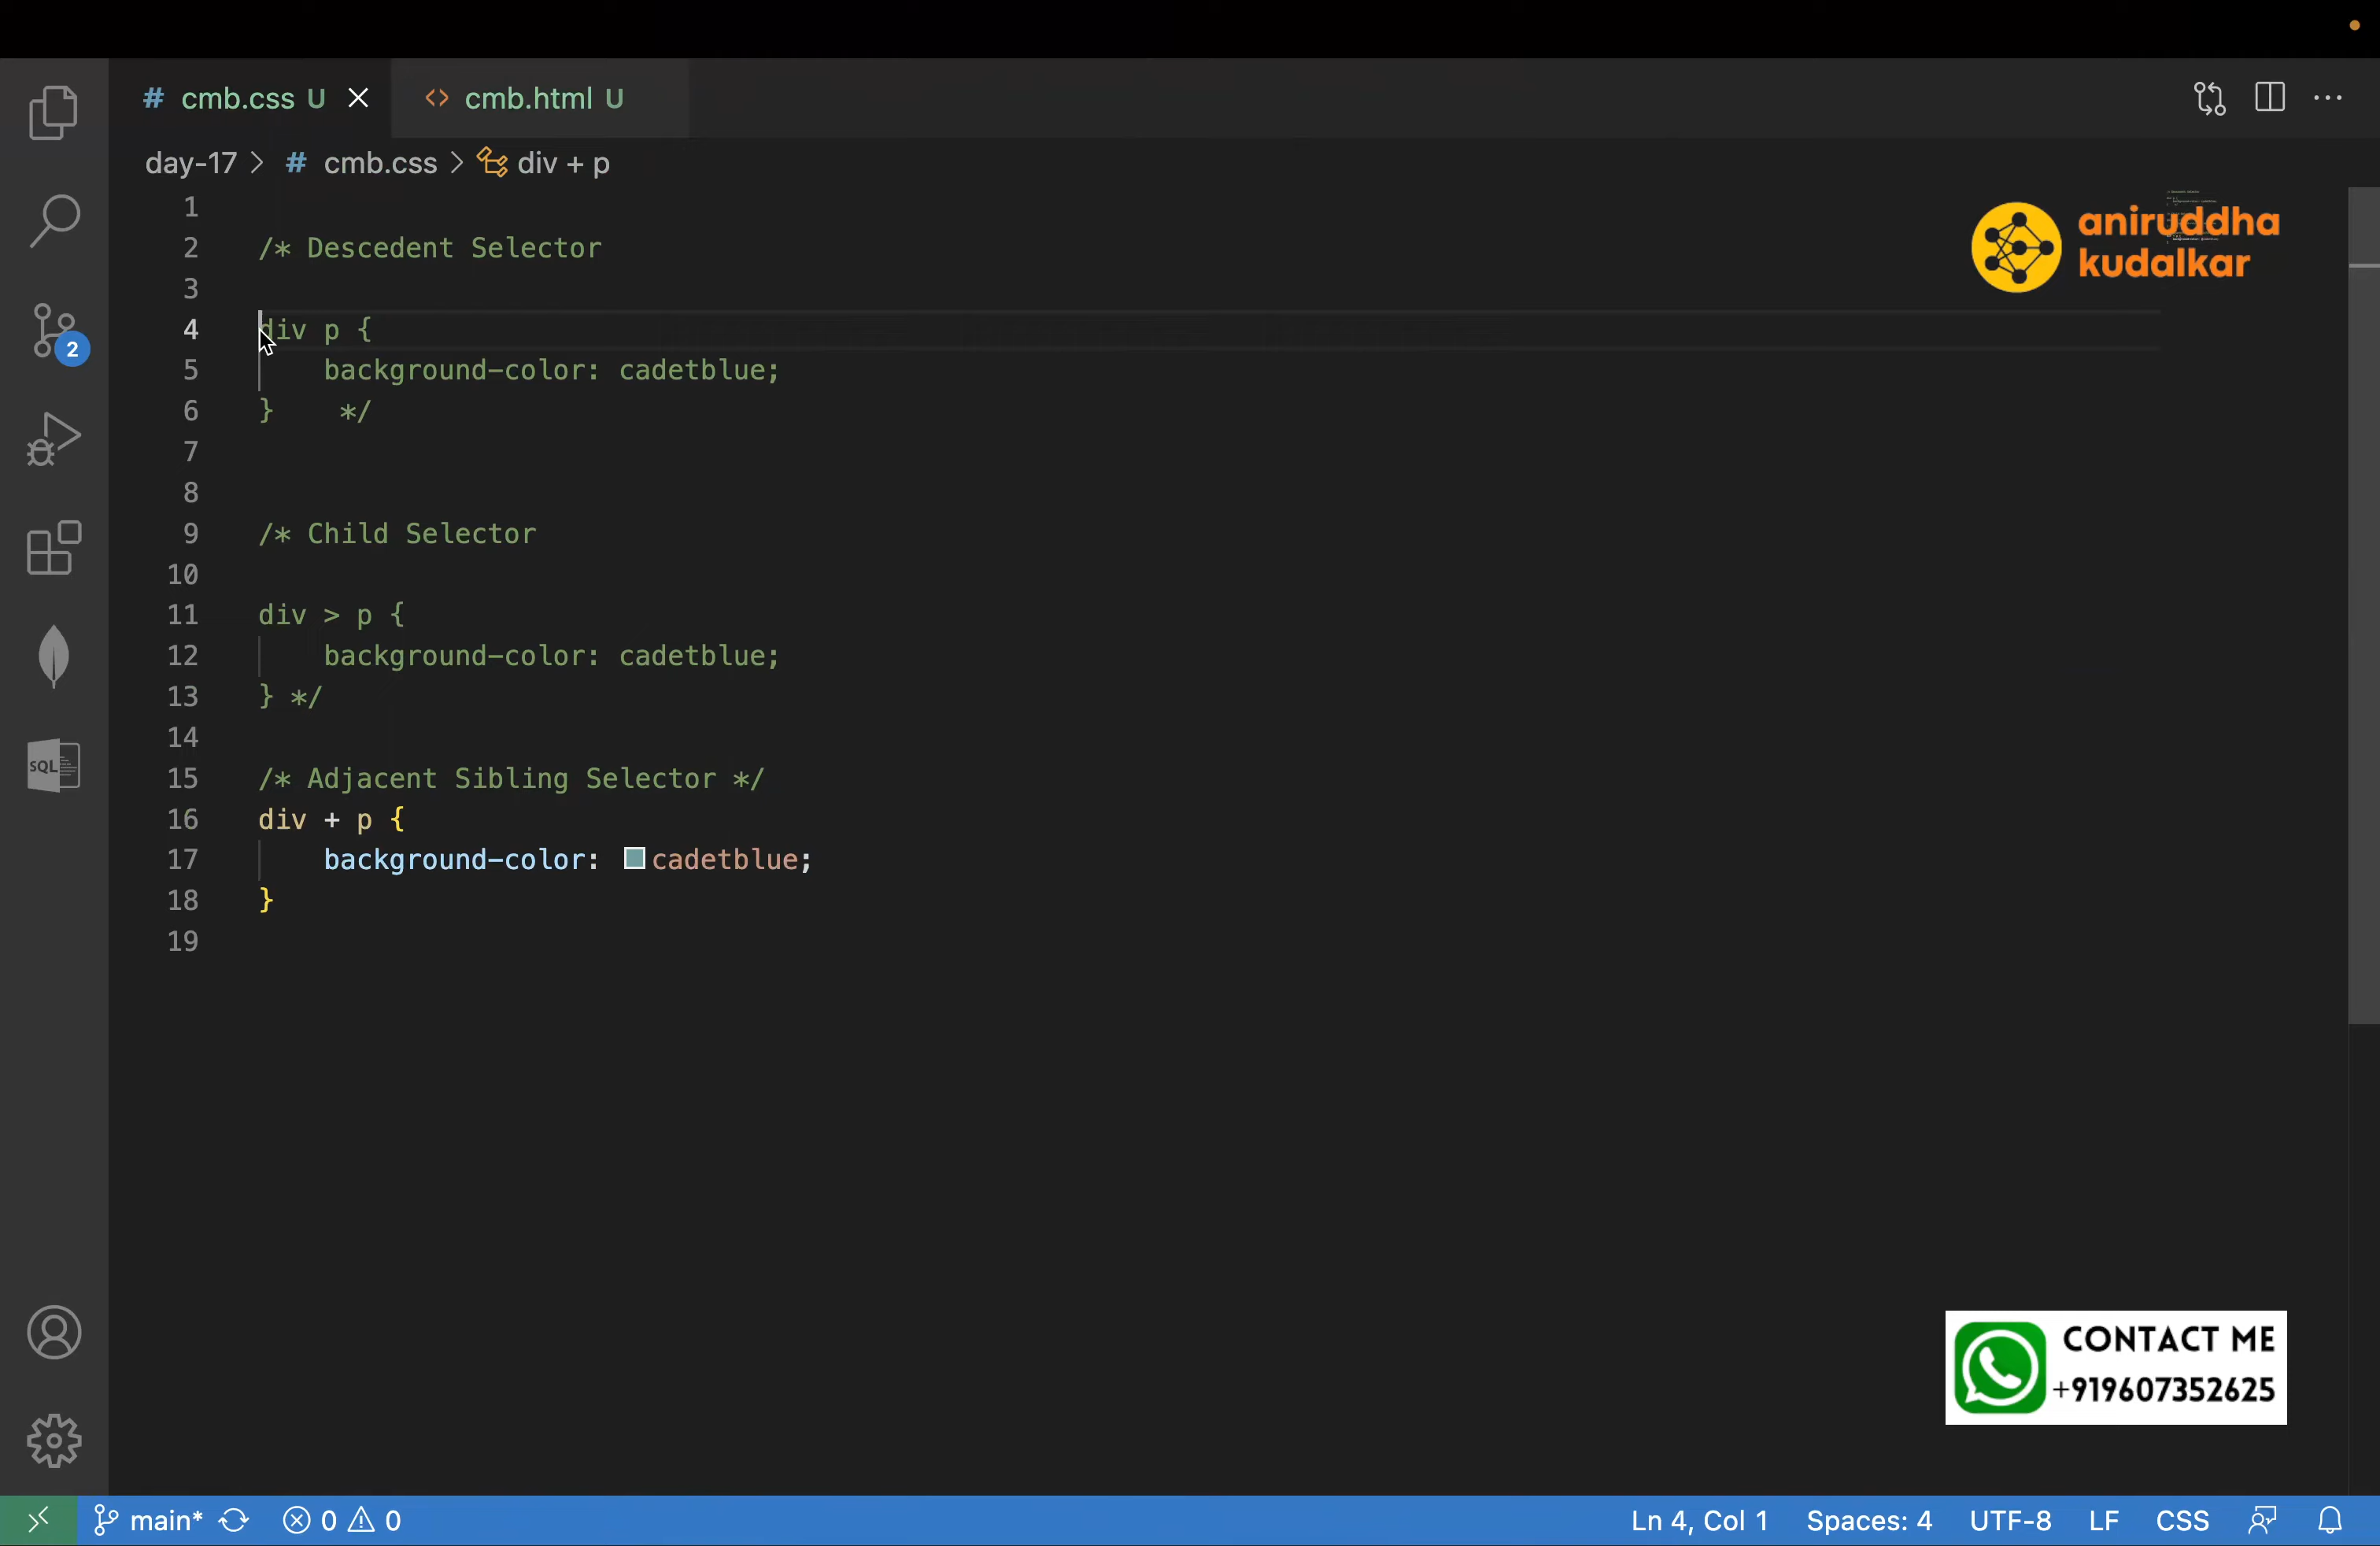 # cmb.css U
<> cmb.html U
day-17 > # cmb.css > div + p
1
2 /* Descedent Selector
3
4 div p {
5 background-color: cadetblue;
6 } */
7
8
9 /* Child Selector
10
11 div > p {
12 background-color: cadetblue;
13 } */
14
15 /* Adjacent Sibling Selector */
16 div + p {
17 background-color: cadetblue;
18 }
19
aniruddha
kudalkar
2
SQL
CONTACT ME
+919607352625
main* 0 0 Ln 4, Col 1 Spaces: 4 UTF-8 LF CSS